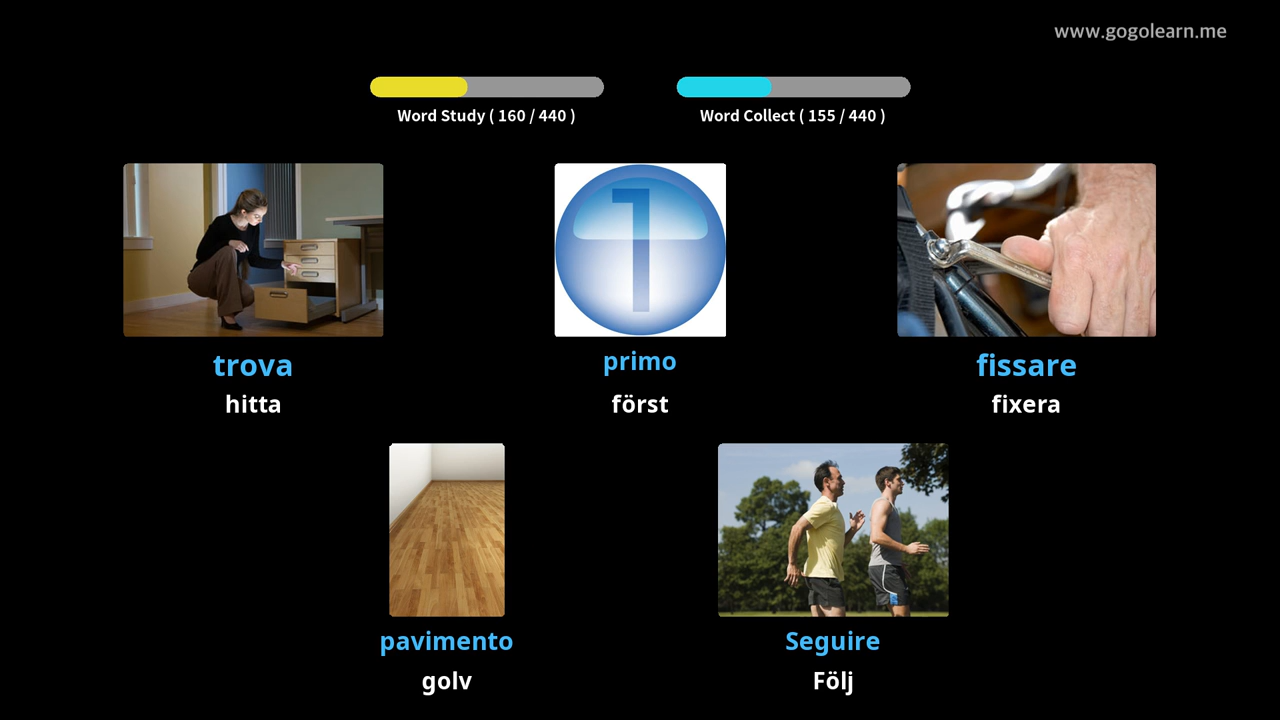 www.gogolearn.me
Word Study ( 160 / 440 )
Word Collect ( 155 / 440 )
1
trova
primo
fissare
hitta
först
fixera
pavimento
Seguire
golv
Följ